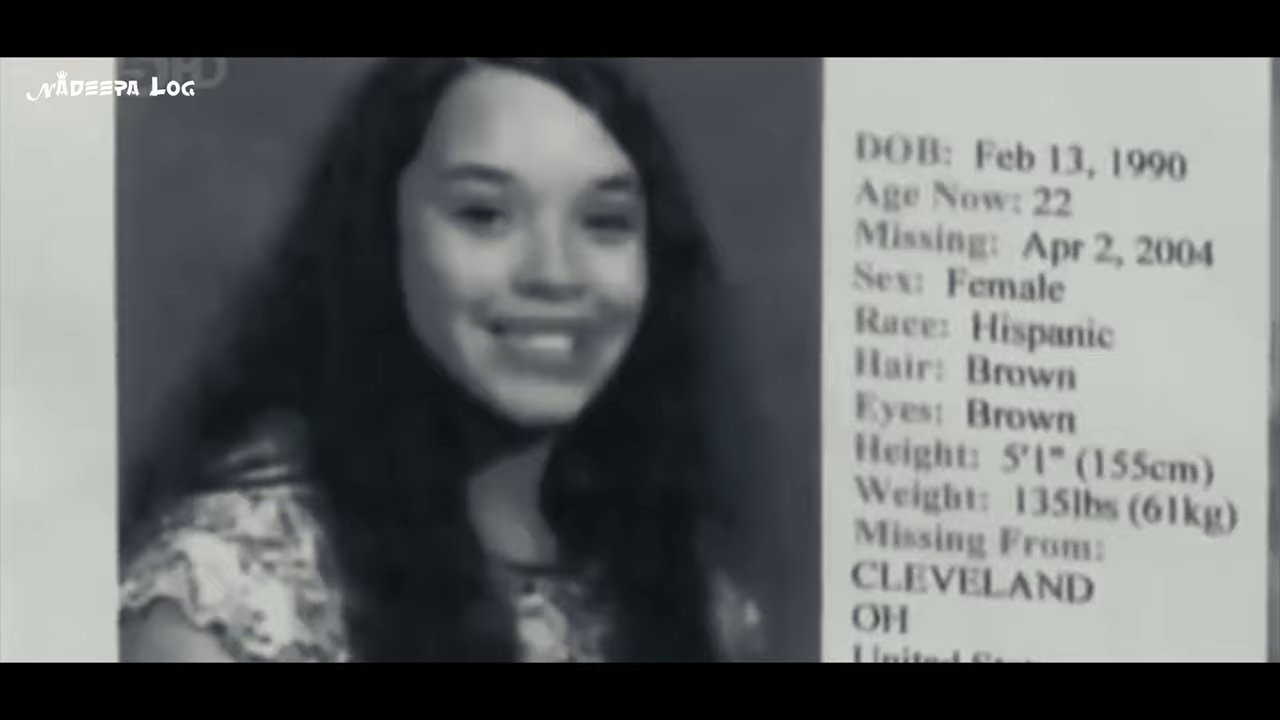 NADEEPA LOG
DOB: Feb 13, 1990
Age Now: 22
Missing: Apr 2, 2004
Sex: Female
Race: Hispanic
Hair: Brown
Eyes: Brown
Height: 5'1" (155cm)
Weight: 135lbs (61kg)
Missing From:
CLEVELAND
OH
United